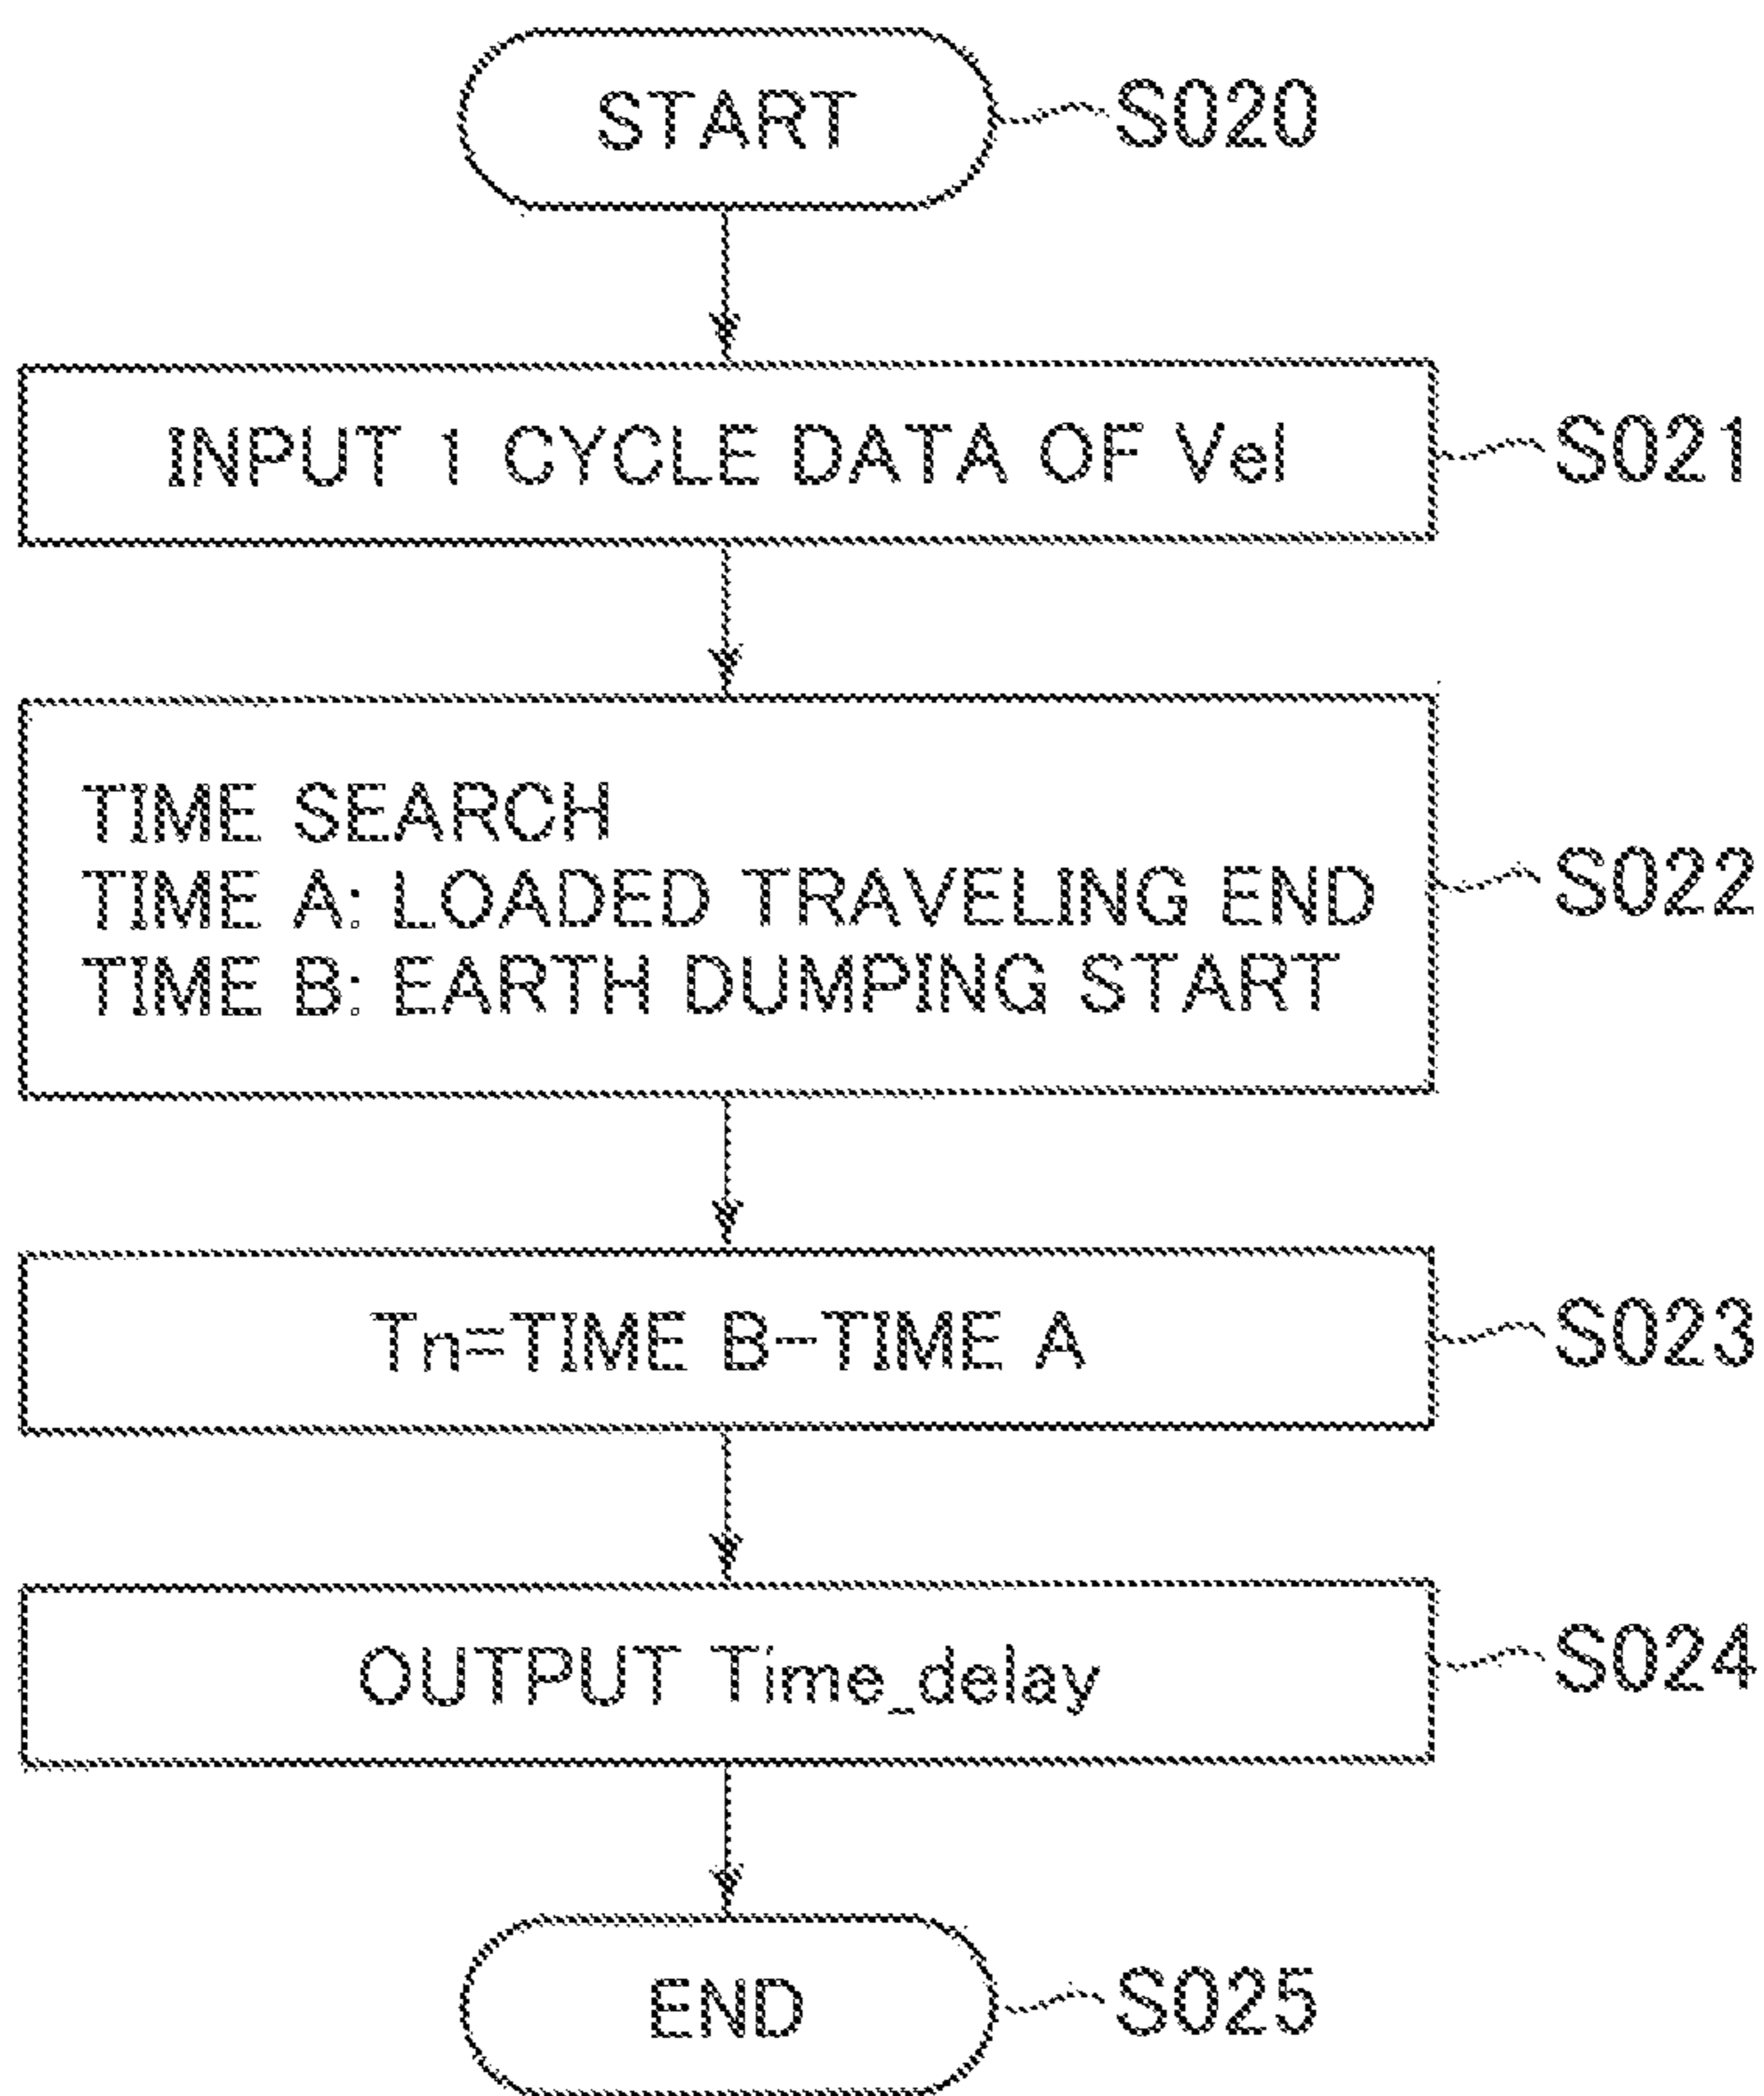 START
S020
INPUT 1 CYCLE DATA OF Vel
S021
TIME SEARCH
TIME A: LOADED TRAVELING END
TIME B: EARTH DUMPING START
S022
Tn=TIME B-TIME A
S023
OUTPUT Time_delay
S024
END
S025